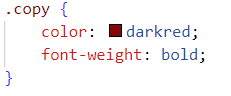 .copy {
    color: darkred;
    font-weight: bold;
}